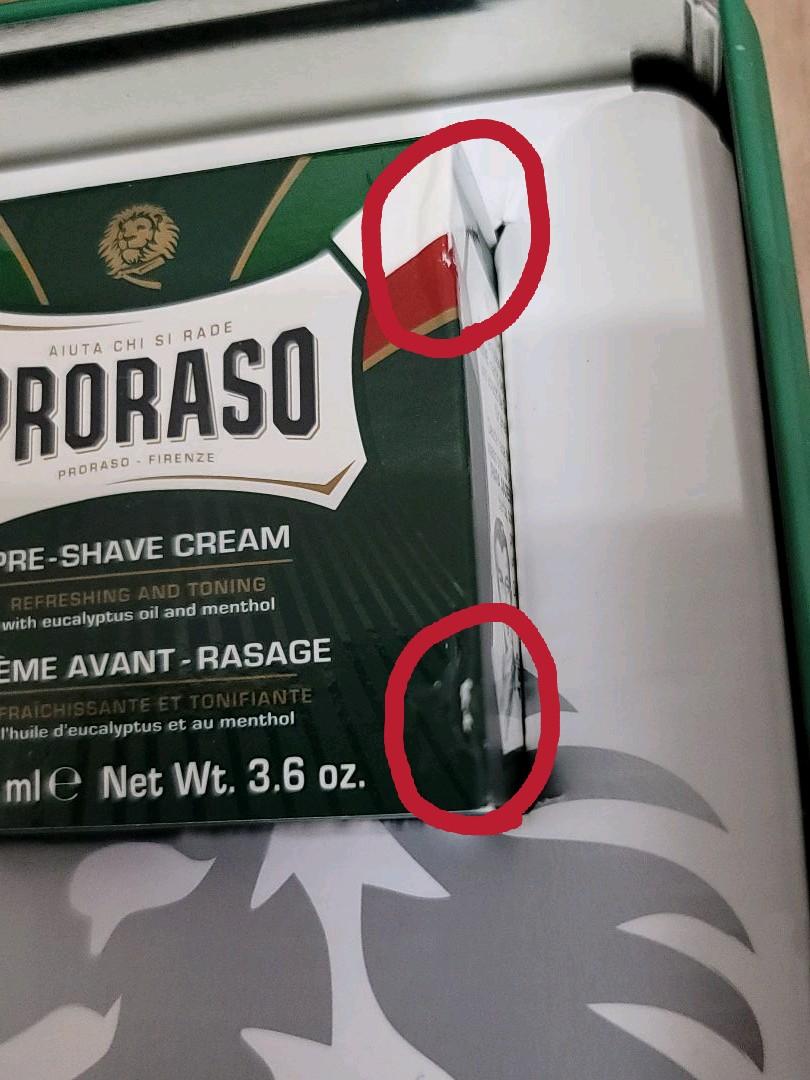 AIUTA CHI SI RADE
PRORASO
PRORASO - FIRENZE
PRE-SHAVE CREAM
REFRESHING AND TONING
with eucalyptus oil and menthol
ÈME AVANT-RASAGE
FRAÎCHISSANTE ET TONIFIANTE
l'huile d'eucalyptus et au menthol
ml e Net Wt. 3.6 oz.